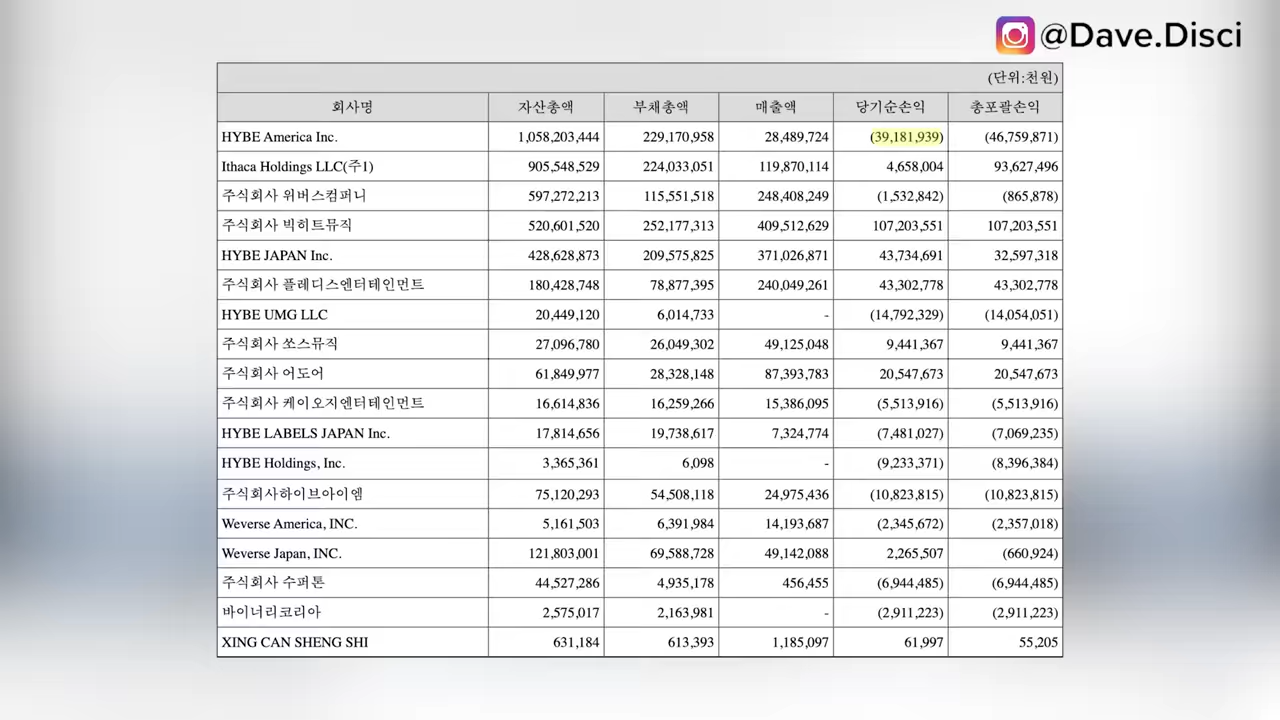 @Dave.Disci
(단위:천원)
회사명 자산총액 부채총액 매출액 당기순손익 총포괄손익
HYBE America Inc. 1,058,203,444 229,170,958 28,489,724 (39,181,939) (46,759,871)
Ithaca Holdings LLC(주1) 905,548,529 224,033,051 119,870,114 4,658,004 93,627,496
주식회사 위버스컴퍼니 597,272,213 115,551,518 248,408,249 (1,532,842) (865,878)
주식회사 빅히트뮤직 520,601,520 252,177,313 409,512,629 107,203,551 107,203,551
HYBE JAPAN Inc. 428,628,873 209,575,825 371,026,871 43,734,691 32,597,318
주식회사 플레디스엔터테인먼트 180,428,748 78,877,395 240,049,261 43,302,778 43,302,778
HYBE UMG LLC 20,449,120 6,014,733 - (14,792,329) (14,054,051)
주식회사 쏘스뮤직 27,096,780 26,049,302 49,125,048 9,441,367 9,441,367
주식회사 어도어 61,849,977 28,328,148 87,393,783 20,547,673 20,547,673
주식회사 케이오지엔터테인먼트 16,614,836 16,259,266 15,386,095 (5,513,916) (5,513,916)
HYBE LABELS JAPAN Inc. 17,814,656 19,738,617 7,324,774 (7,481,027) (7,069,235)
HYBE Holdings, Inc. 3,365,361 6,098 - (9,233,371) (8,396,384)
주식회사하이브아이엠 75,120,293 54,508,118 24,975,436 (10,823,815) (10,823,815)
Weverse America, INC. 5,161,503 6,391,984 14,193,687 (2,345,672) (2,357,018)
Weverse Japan, INC. 121,803,001 69,588,728 49,142,088 2,265,507 (660,924)
주식회사 수퍼톤 44,527,286 4,935,178 456,455 (6,944,485) (6,944,485)
바이너리코리아 2,575,017 2,163,981 - (2,911,223) (2,911,223)
XING CAN SHENG SHI 631,184 613,393 1,185,097 61,997 55,205